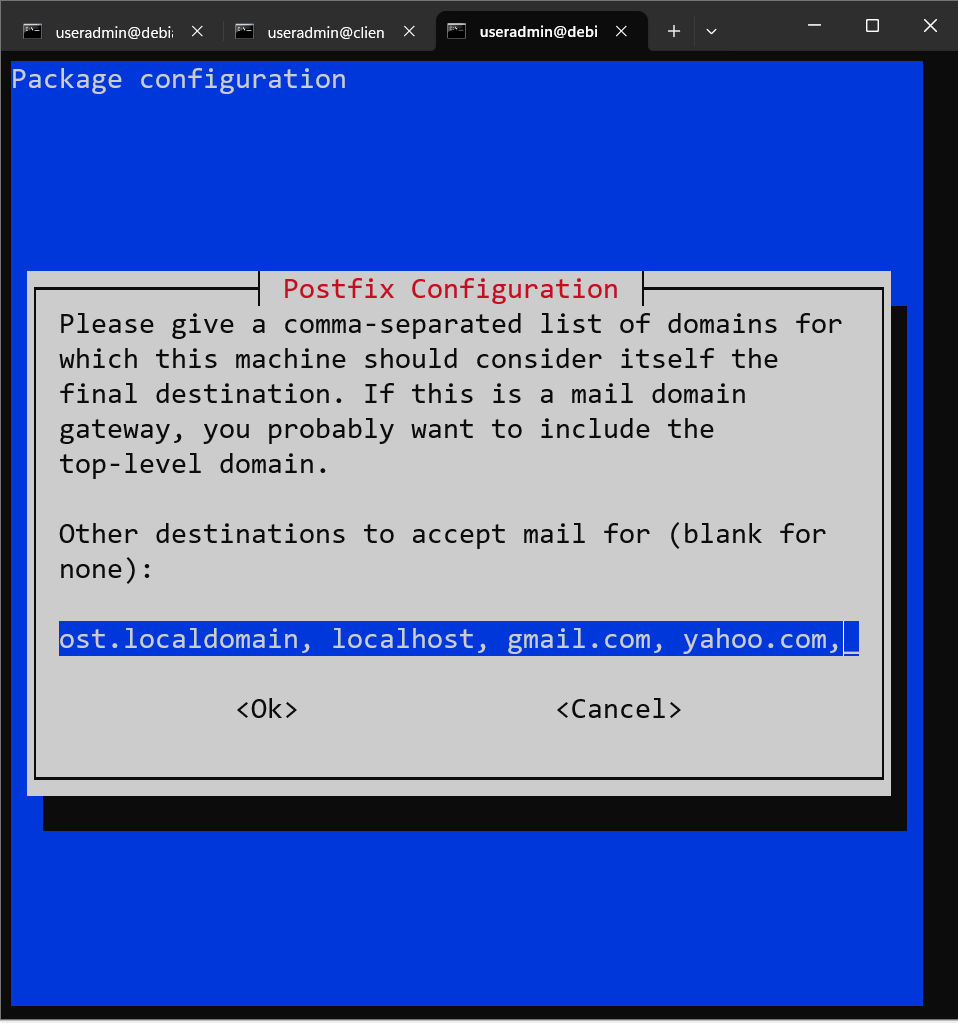 useradmin@debi
useradmin@clien
useradmin@debi
Package configuration
Postfix Configuration
Please give a comma-separated list of domains for
which this machine should consider itself the
final destination. If this is a mail domain
gateway, you probably want to include the
top-level domain.
Other destinations to accept mail for (blank for
none):
ost.localdomain, localhost, gmail.com, yahoo.com,_
<Ok>
<Cancel>